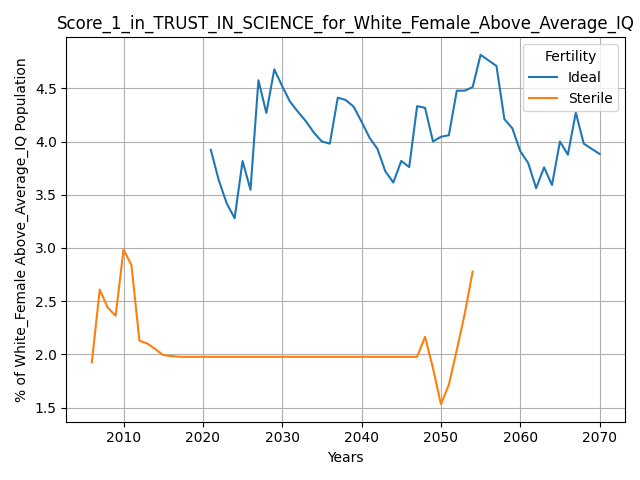 Score_1_in_TRUST_IN_SCIENCE_for_White_Female_Above_Average_IQ
Fertility
Ideal
Sterile
% of White_Female Above_Average_IQ Population
4.5
4.0
3.5
3.0
2.5
2.0
1.5
2010 2020 2030 2040 2050 2060 2070
Years